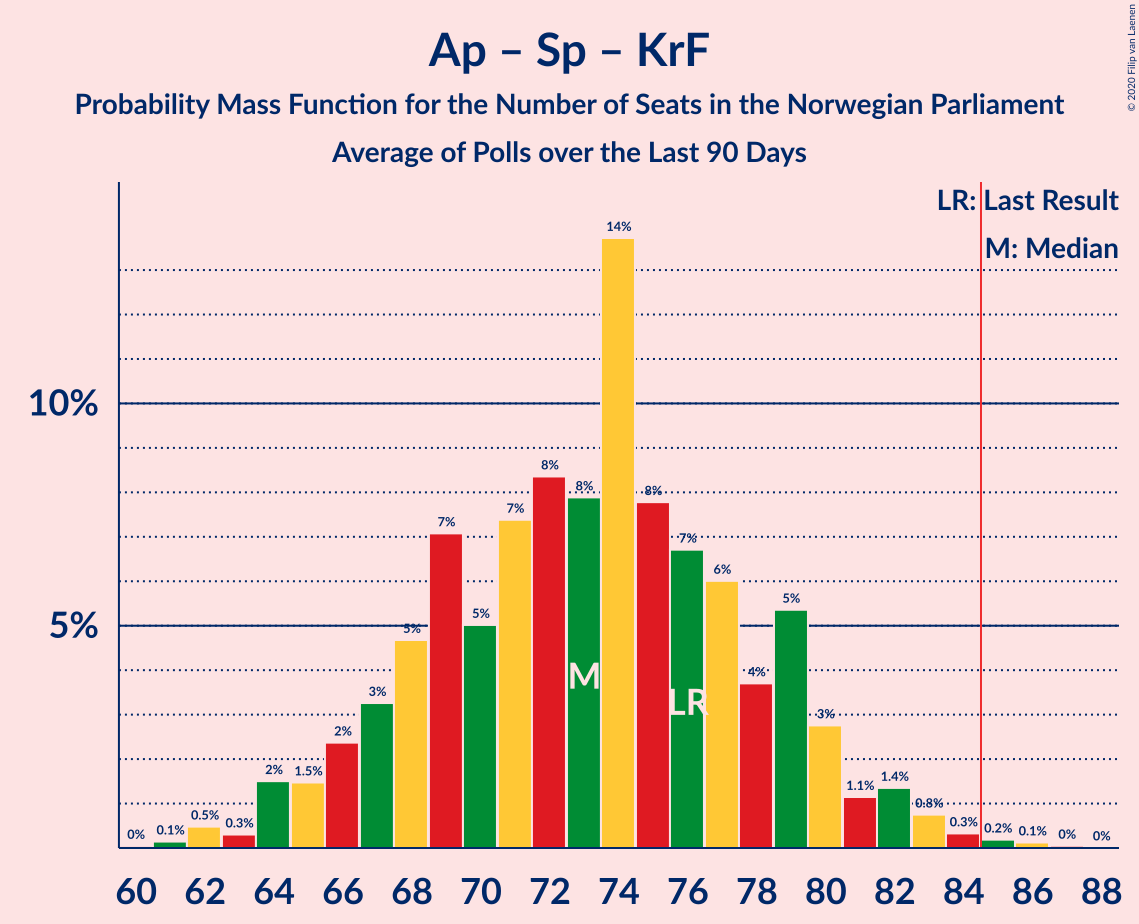 Ap – Sp – KrF
Probability Mass Function for the Number of Seats in the Norwegian Parliament
Average of Polls over the Last 90 Days
© 2020 Filip van Laenen
LR: Last Result
M: Median
10%
5%
0% 0.1% 0.5% 0.3% 2% 1.5% 2% 3% 5% 7% 5% 7% 8% 8% 14% 8% 7% 6% 4% 5% 3% 1.1% 1.4% 0.8% 0.3% 0.2% 0.1% 0% 0%
M LR
60 62 64 66 68 70 72 74 76 78 80 82 84 86 88